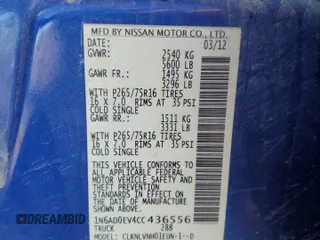 MFD BY NISSAN MOTOR CO., LTD.
DATE: 03/12
GVWR: 2540 KG
5600 LB
GAWR FR.: 1495 KG
3296 LB
WITH P265/75R16 TIRES
16 X 7.0 RIMS AT 35 PSI
COLD SINGLE
GAWR RR.: 1511 KG
3331 LB
WITH P265/75R16 TIRES
16 X 7.0 RIMS AT 35 PSI
COLD SINGLE
THIS VEHICLE CONFORMS TO ALL
APPLICABLE FEDERAL MOTOR
VEHICLE SAFETY
STANDARDS IN EFFECT
ON THE DATE OF
MANUFACTURE SHOWN ABOVE.
1N6AD0EV4CC436556
TRUCK 288
MODEL: CLKNLVNH0IEUN-I--D
© DREAMBID COM